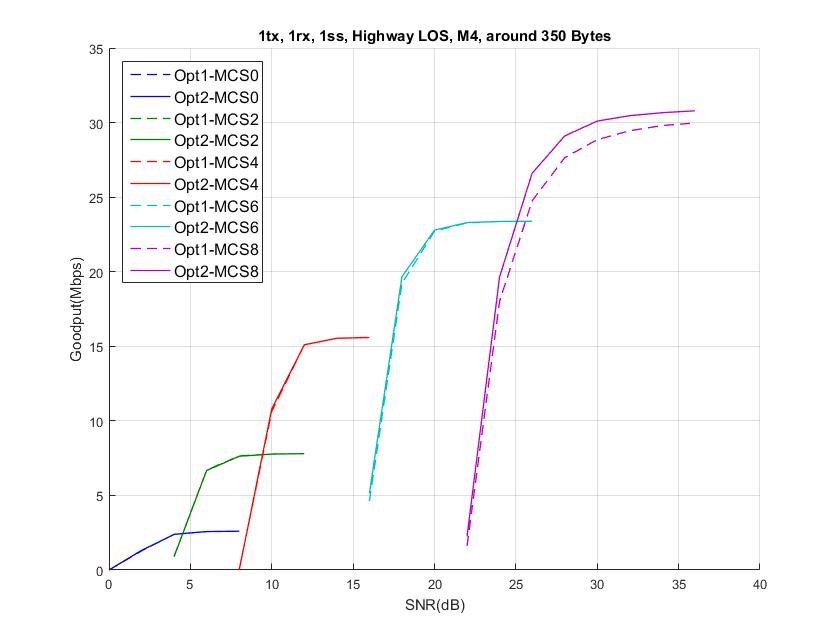 1tx, 1rx, 1ss, Highway LOS, M4, around 350 Bytes
35
30
25
20
15
10
5
0
Goodput(Mbps)
Opt1-MCS0
Opt2-MCS0
Opt1-MCS2
Opt2-MCS2
Opt1-MCS4
Opt2-MCS4
Opt1-MCS6
Opt2-MCS6
Opt1-MCS8
Opt2-MCS8
0 5 10 15 20 25 30 35 40
SNR(dB)